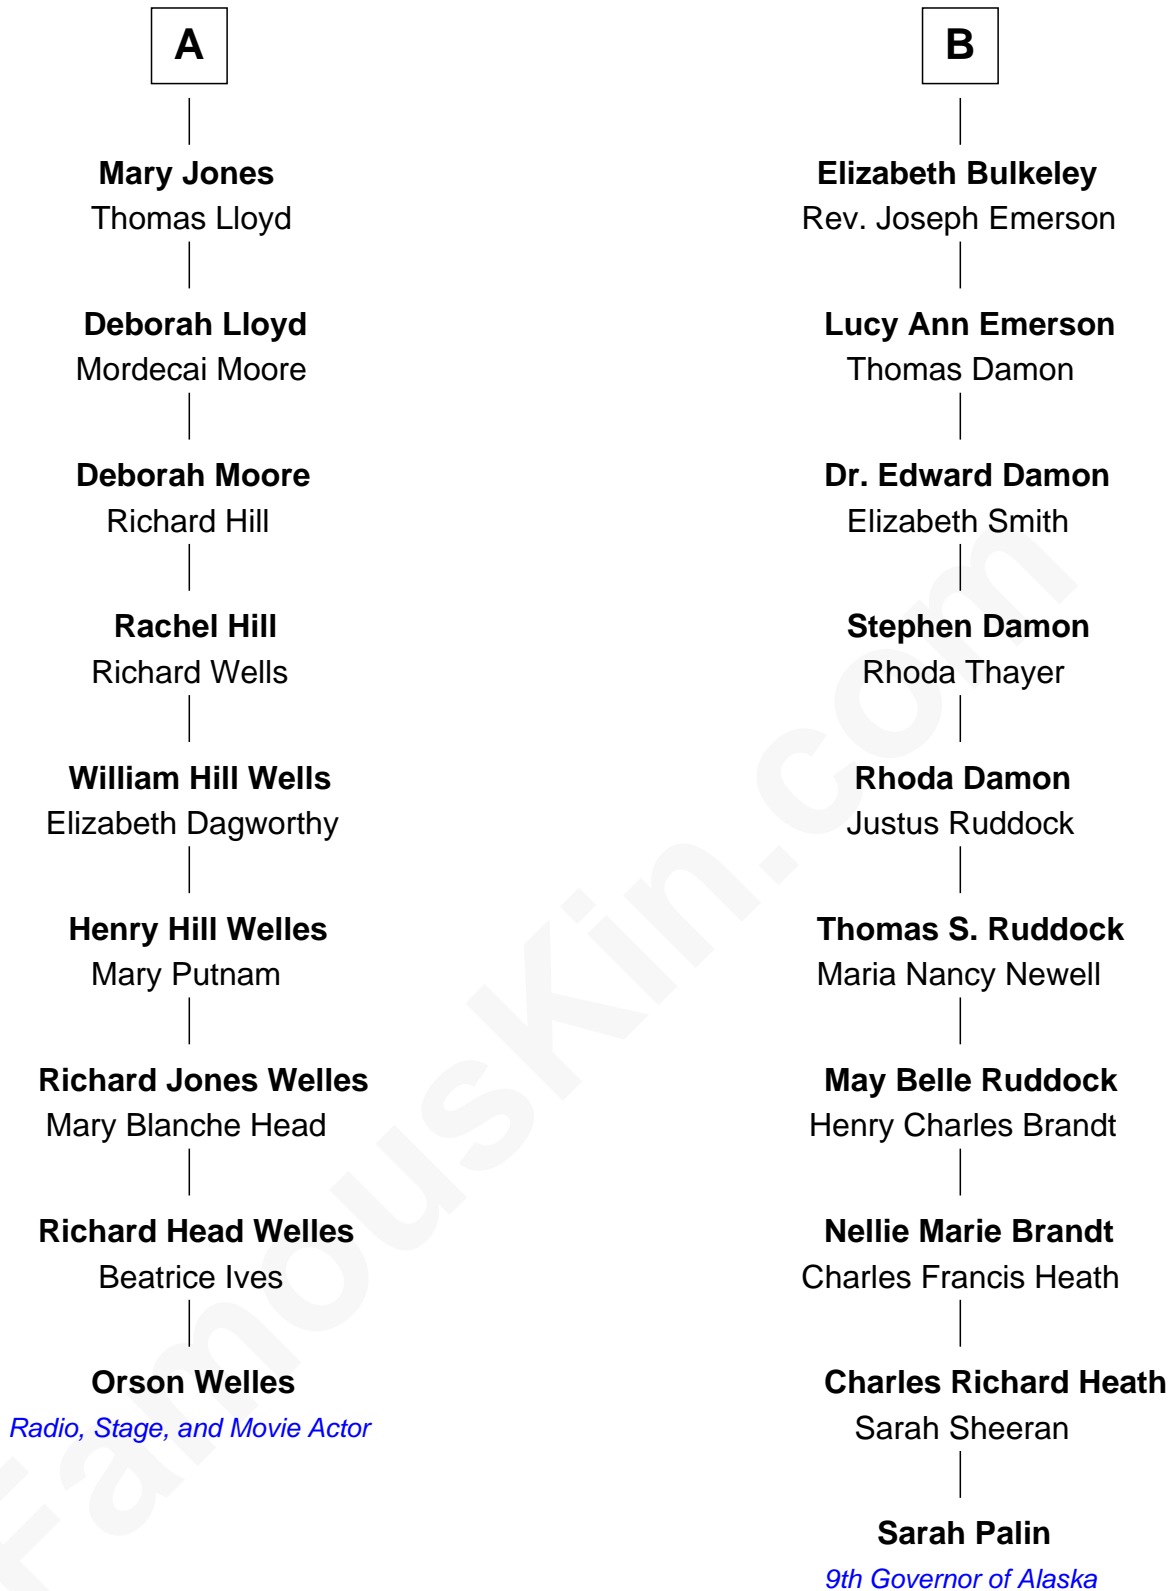 A
Mary Jones
Thomas Lloyd
Deborah Lloyd
Mordecai Moore
Deborah Moore
Richard Hill
Rachel Hill
Richard Wells
William Hill Wells
Elizabeth Dagworthy
Henry Hill Welles
Mary Putnam
Richard Jones Welles
Mary Blanche Head
Richard Head Welles
Beatrice Ives
Orson Welles
Radio, Stage, and Movie Actor
B
Elizabeth Bulkeley
Rev. Joseph Emerson
Lucy Ann Emerson
Thomas Damon
Dr. Edward Damon
Elizabeth Smith
Stephen Damon
Rhoda Thayer
Rhoda Damon
Justus Ruddock
Thomas S. Ruddock
Maria Nancy Newell
May Belle Ruddock
Henry Charles Brandt
Nellie Marie Brandt
Charles Francis Heath
Charles Richard Heath
Sarah Sheeran
Sarah Palin
9th Governor of Alaska
FamousKin.com